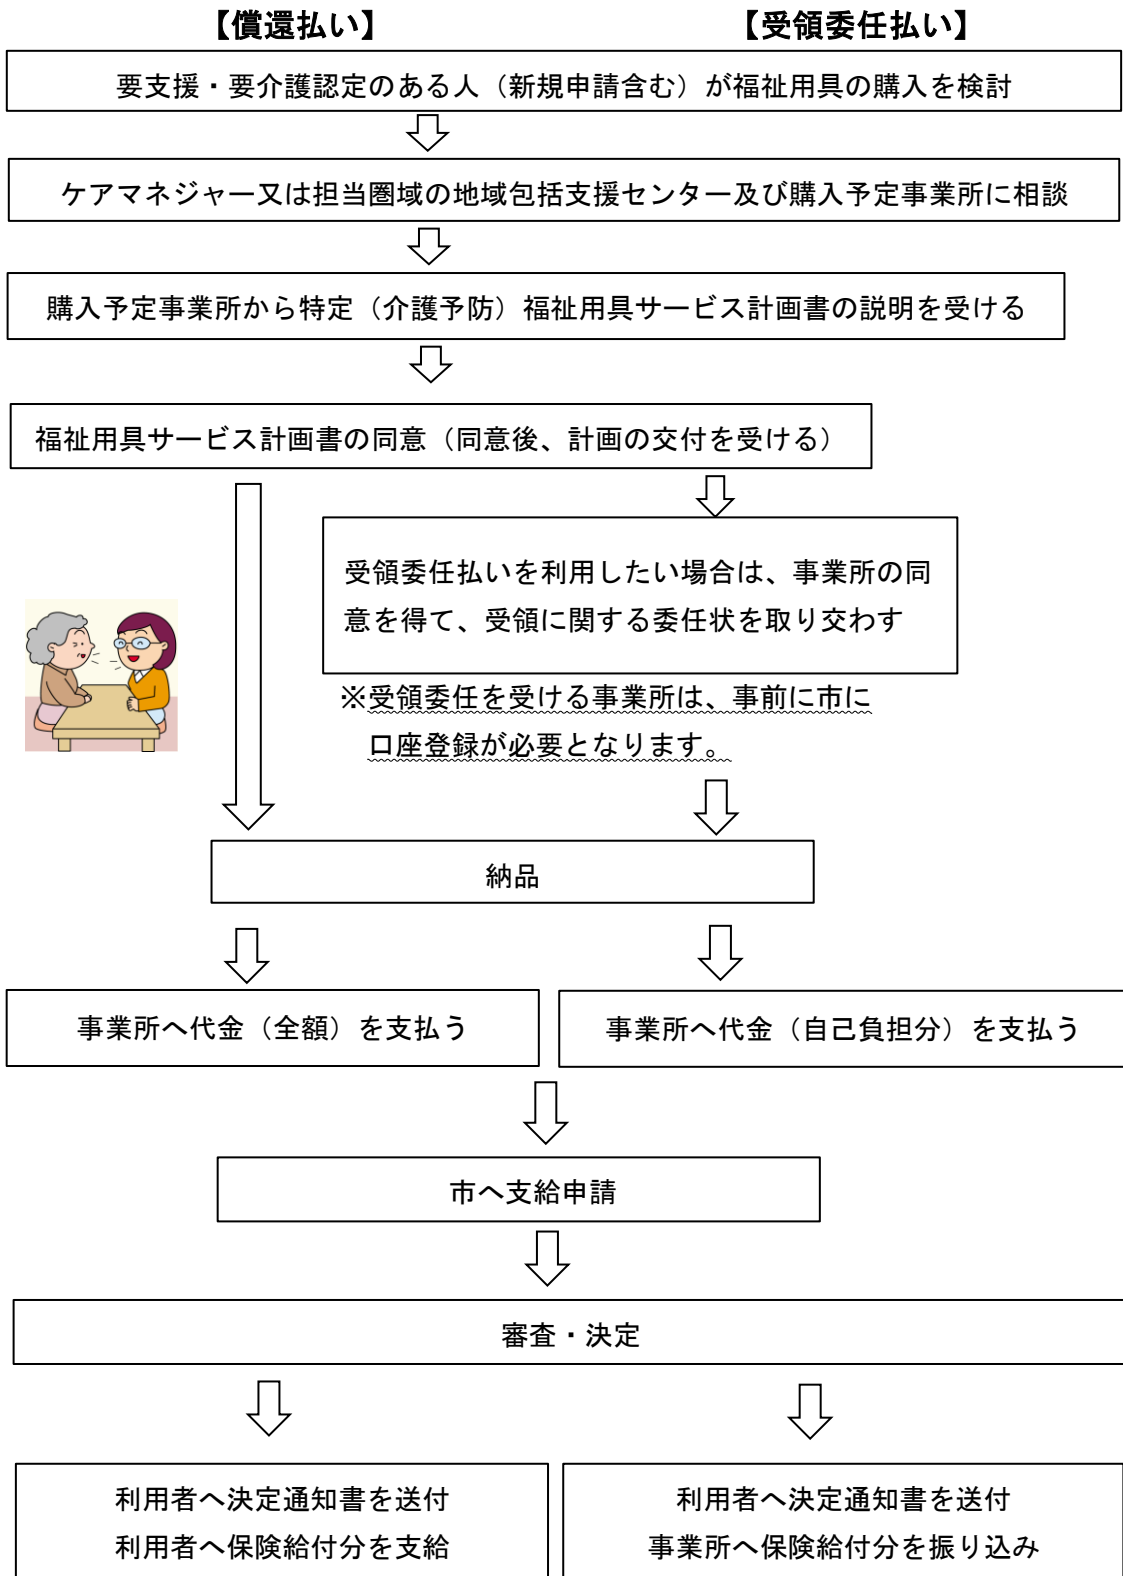 【償還払い】
【受領委任払い】
要支援・要介護認定のある人（新規申請含む）が福祉用具の購入を検討
ケアマネジャー又は担当圏域の地域包括支援センター及び購入予定事業所に相談
購入予定事業所から特定（介護予防）福祉用具サービス計画書の説明を受ける
福祉用具サービス計画書の同意（同意後、計画の交付を受ける）
受領委任払いを利用したい場合は、事業所の同
意を得て、受領に関する委任状を取り交わす
※受領委任を受ける事業所は、事前に市に
口座登録が必要となります。
納品
事業所へ代金（全額）を支払う
事業所へ代金（自己負担分）を支払う
市へ支給申請
審査・決定
利用者へ決定通知書を送付
利用者へ保険給付分を支給
利用者へ決定通知書を送付
事業所へ保険給付分を振り込み